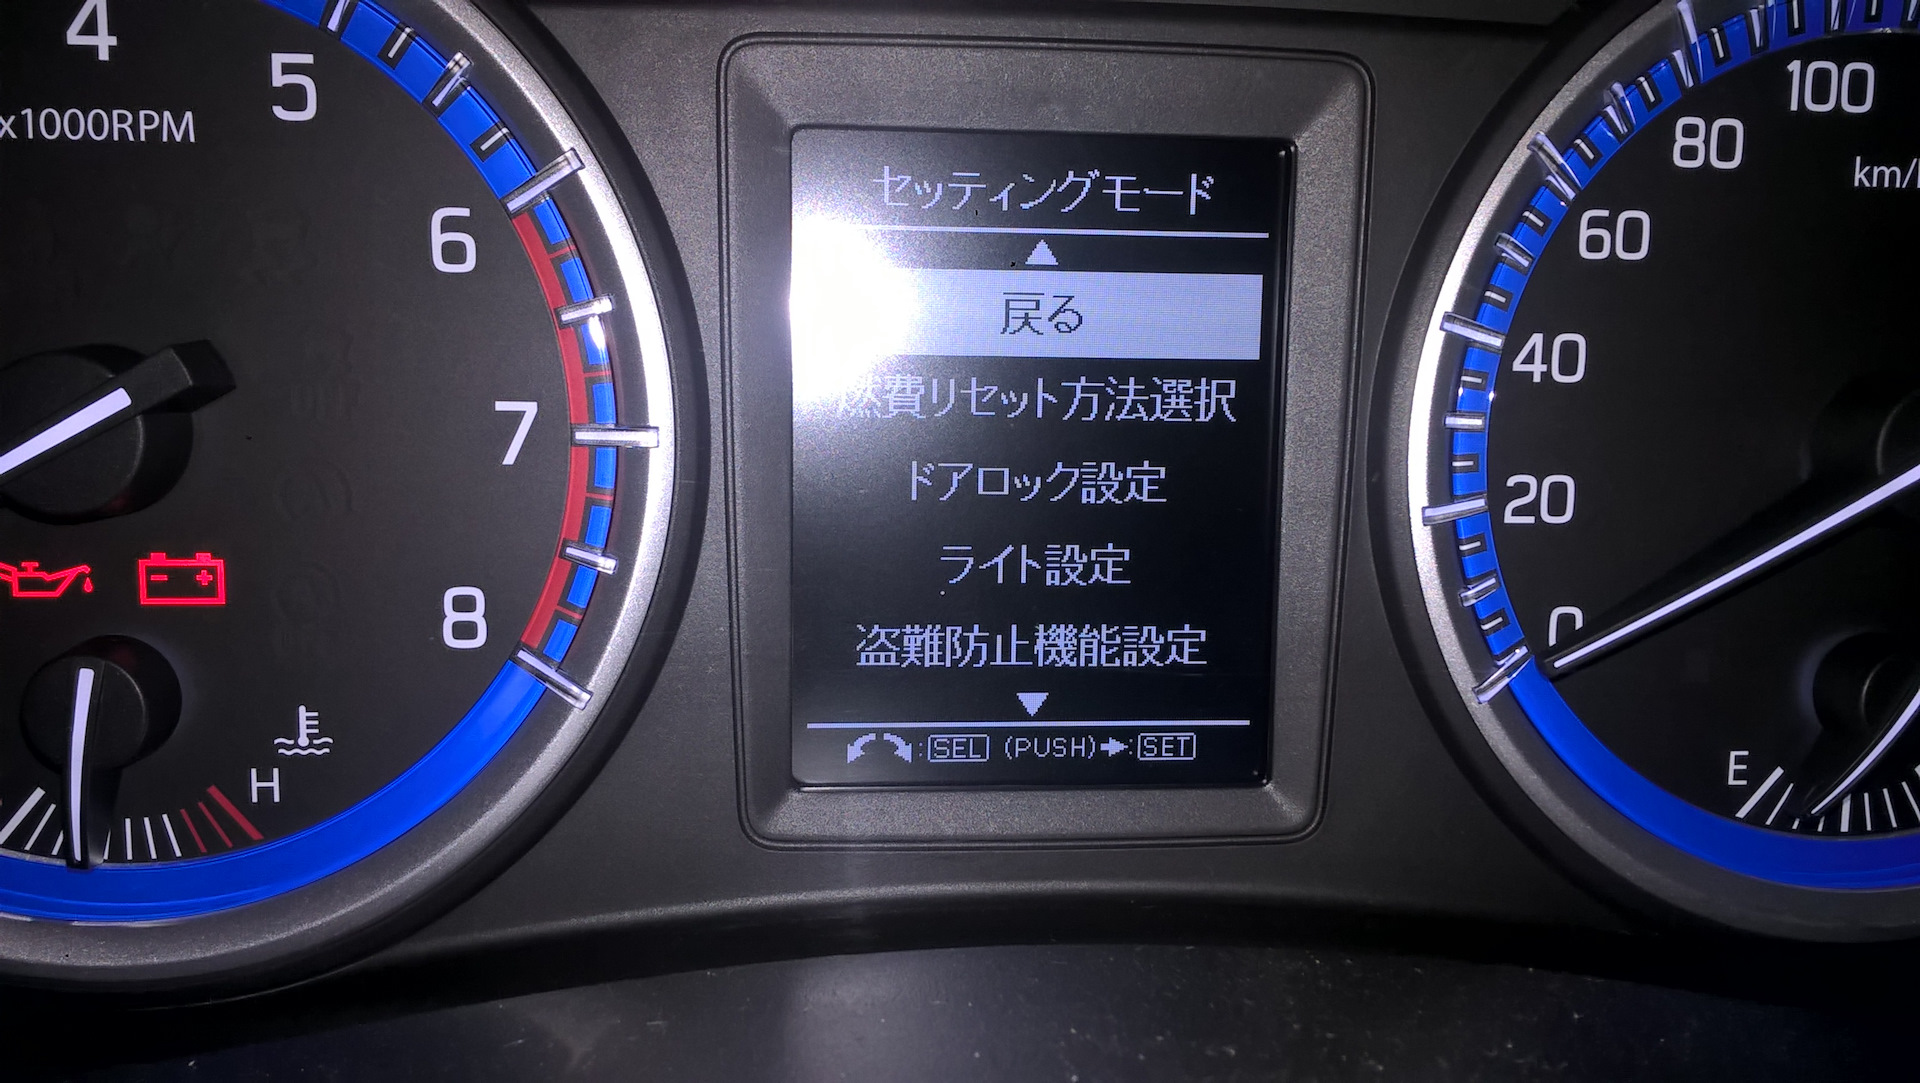 4
5
x1000RPM
6
7
8
H
セッティングモード
▲
戻る
燃費リセット方法選択
ドアロック設定
ライト設定
盗難防止機能設定
▼
:SEL (PUSH)➡:SET
100
80
km/
60
40
20
0
E